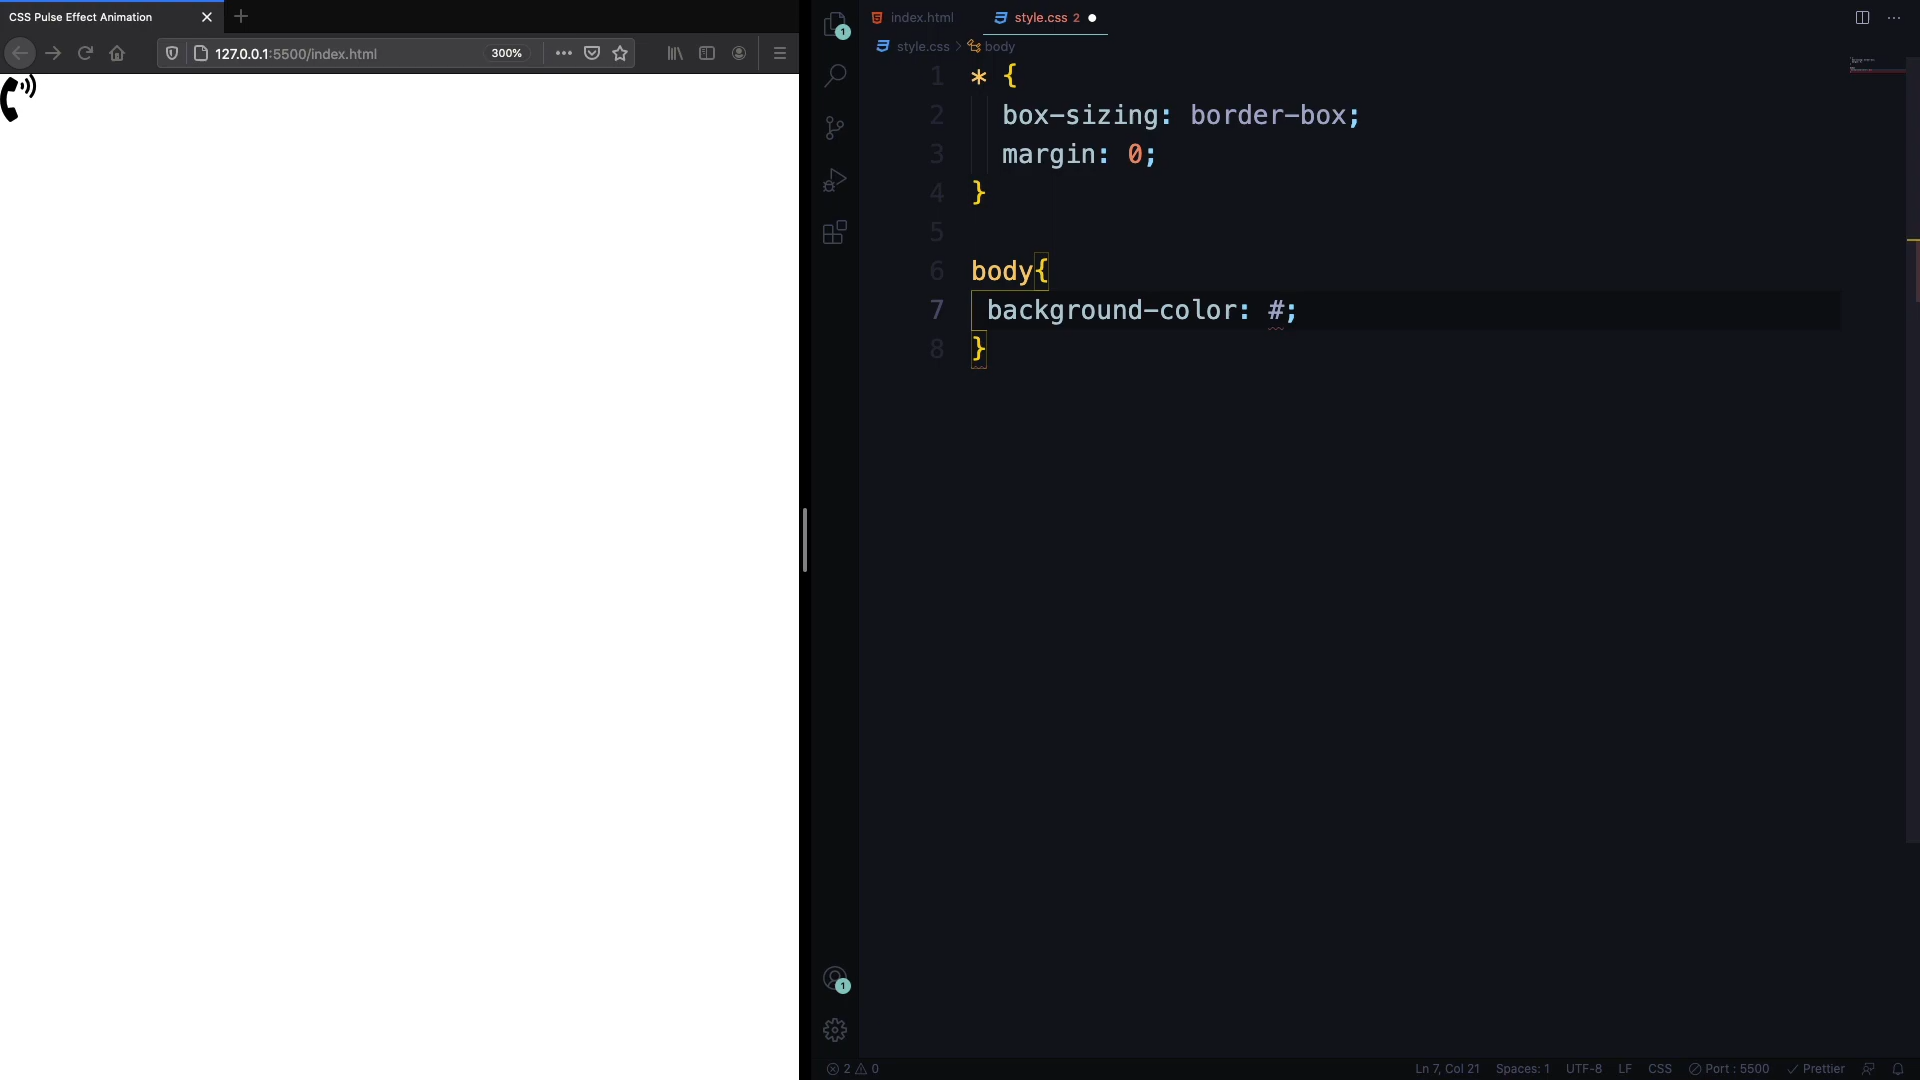 CSS Pulse Effect Animation
127.0.0.1:5500/index.html 300%
1
index.html style.css 2
style.css > body
1 * {
2 box-sizing: border-box;
3 margin: 0;
4 }
5
6 body{
7 background-color: #;
8 }
1
2 0 Ln 7, Col 21 Spaces: 1 UTF-8 LF CSS Port : 5500 Prettier